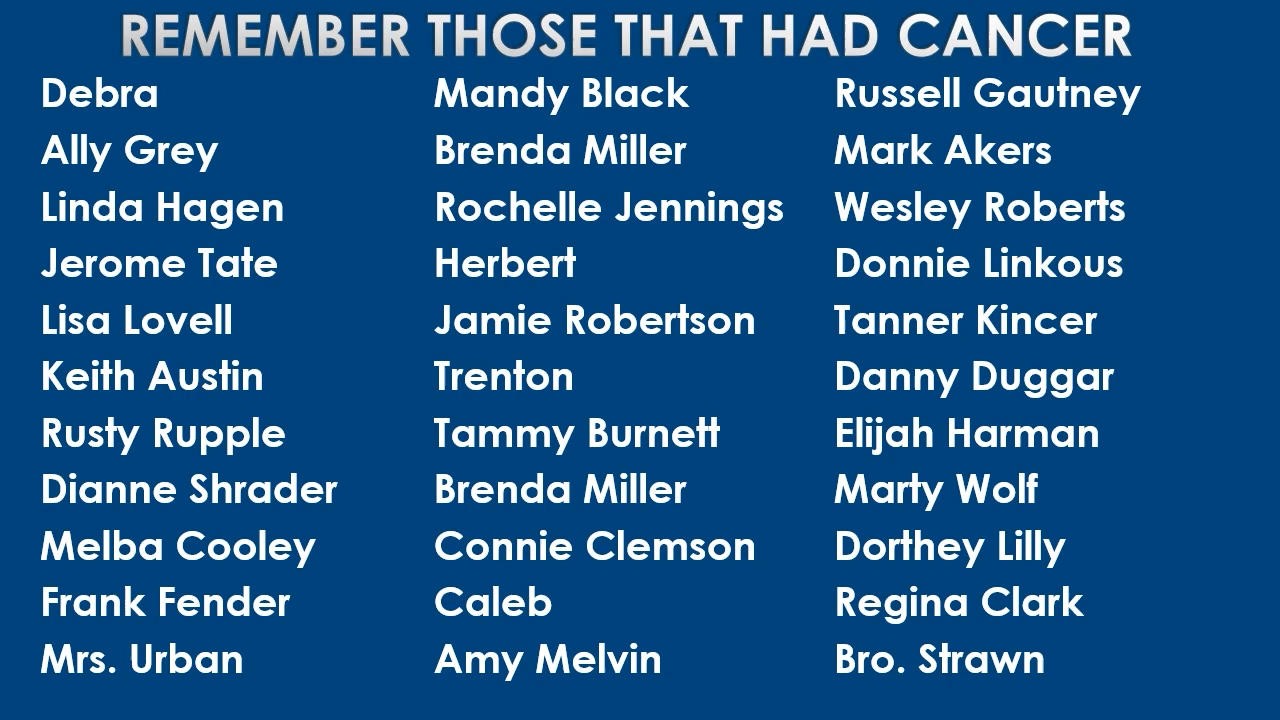 REMEMBER THOSE THAT HAD CANCER
Debra
Ally Grey
Linda Hagen
Jerome Tate
Lisa Lovell
Keith Austin
Rusty Rupple
Dianne Shrader
Melba Cooley
Frank Fender
Mrs. Urban
Mandy Black
Brenda Miller
Rochelle Jennings
Herbert
Jamie Robertson
Trenton
Tammy Burnett
Brenda Miller
Connie Clemson
Caleb
Amy Melvin
Russell Gautney
Mark Akers
Wesley Roberts
Donnie Linkous
Tanner Kincer
Danny Duggar
Elijah Harman
Marty Wolf
Dorthey Lilly
Regina Clark
Bro. Strawn